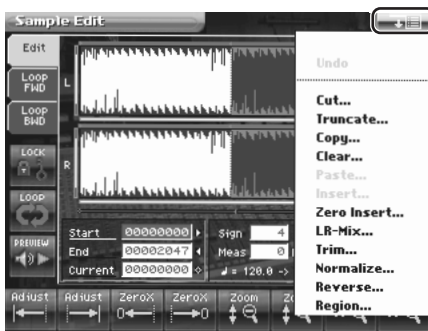 Sample Edit
Edit
Loop
FWD
Loop
BWD
LOCK
LOOP
PREVIEW
L
R
Start 00000000
End 00002047
Current 00000000
Sign 4
Meas 0
♩ = 120.0 ->
Adjust Adjust ZeroX ZeroX Zoom
Undo
Cut...
Truncate...
Copy...
Clear...
Paste...
Insert...
Zero Insert...
LR-Mix...
Trim...
Normalize...
Reverse...
Region...